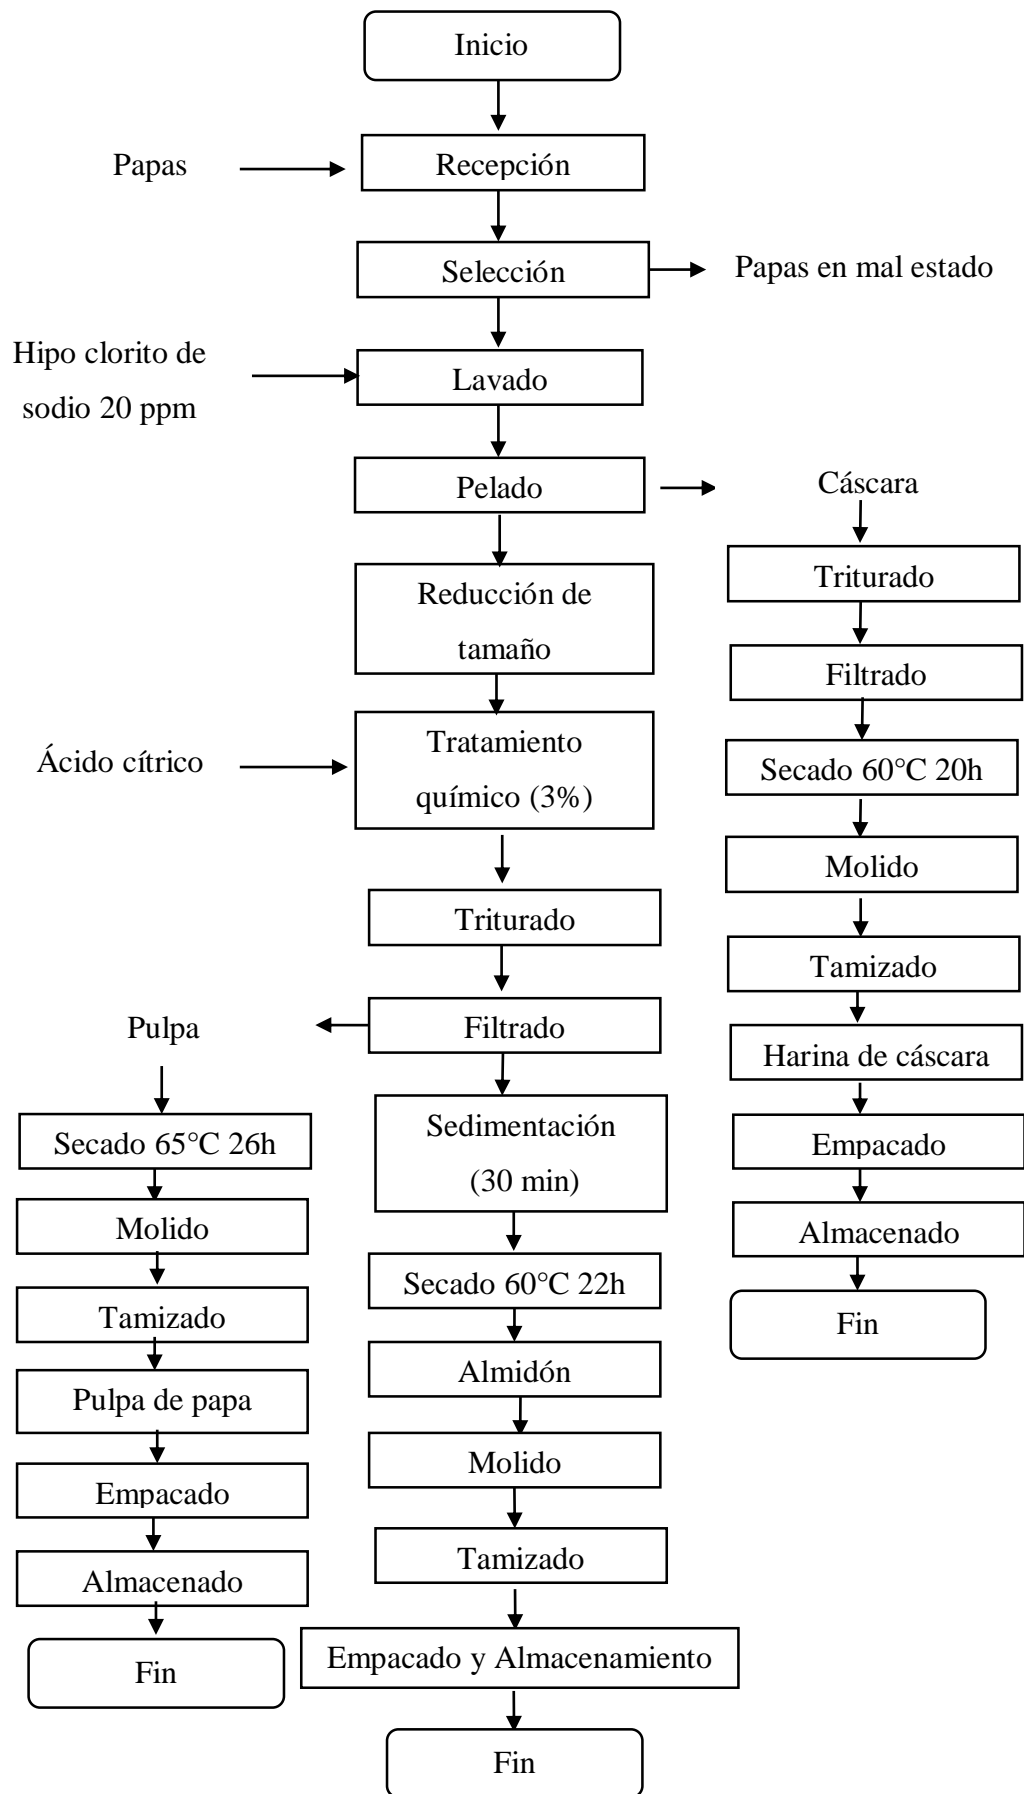 Inicio
Papas
Recepción
Selección
Papas en mal estado
Hipo clorito de
sodio 20 ppm
Lavado
Pelado
Cáscara
Reducción de
tamaño
Ácido cítrico
Tratamiento
químico (3%)
Triturado
Filtrado
Pulpa
Sedimentación
(30 min)
Secado 60°C 22h
Almidón
Molido
Tamizado
Empacado y Almacenamiento
Fin
Secado 65°C 26h
Molido
Tamizado
Pulpa de papa
Empacado
Almacenado
Fin
Triturado
Filtrado
Secado 60°C 20h
Molido
Tamizado
Harina de cáscara
Empacado
Almacenado
Fin